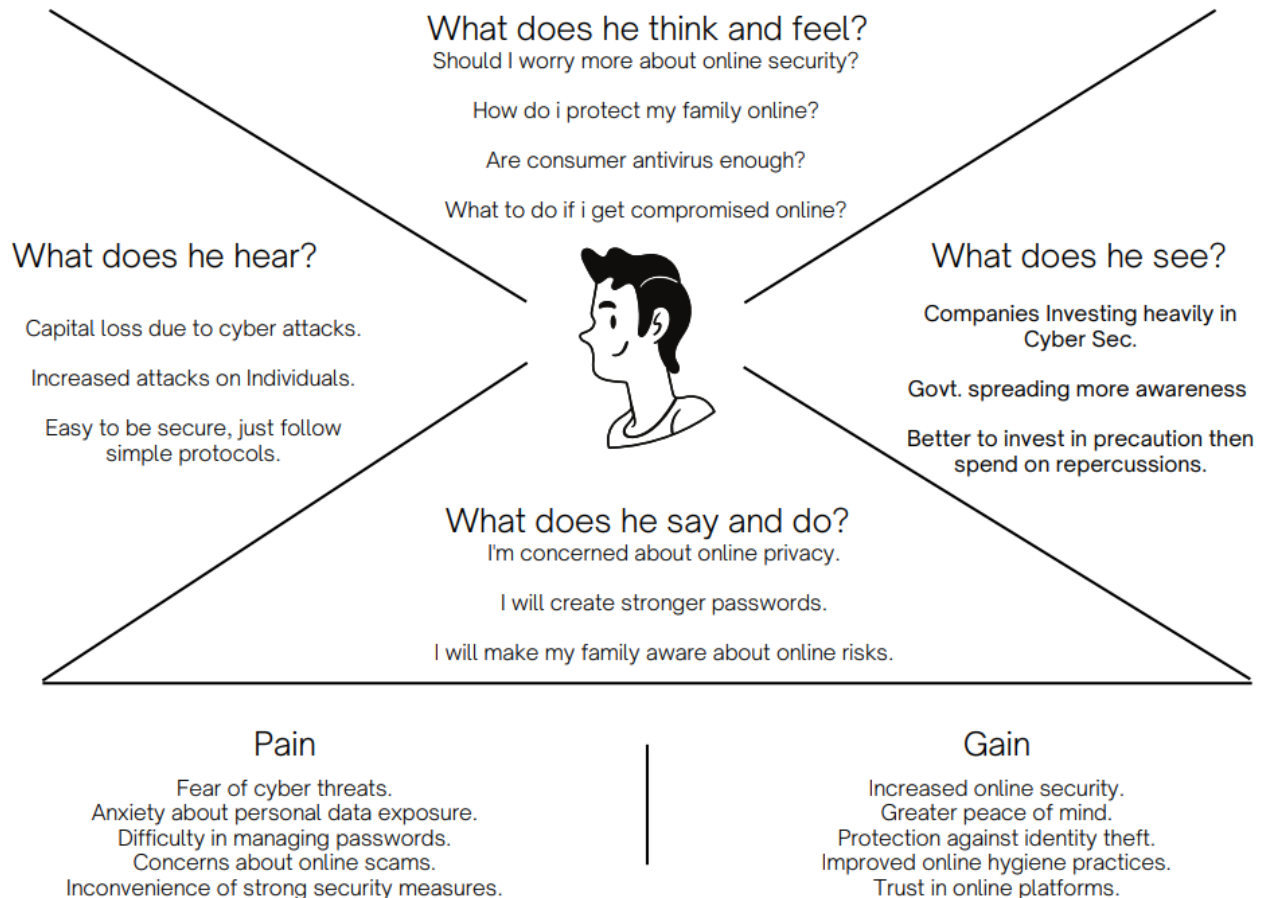 What does he think and feel?
Should I worry more about online security?
How do i protect my family online?
Are consumer antivirus enough?
What to do if i get compromised online?
What does he hear?
Capital loss due to cyber attacks.
Increased attacks on Individuals.
Easy to be secure, just follow
simple protocols.
What does he see?
Companies Investing heavily in
Cyber Sec.
Govt. spreading more awareness
Better to invest in precaution then
spend on repercussions.
What does he say and do?
I'm concerned about online privacy.
I will create stronger passwords.
I will make my family aware about online risks.
Pain
Fear of cyber threats.
Anxiety about personal data exposure.
Difficulty in managing passwords.
Concerns about online scams.
Inconvenience of strong security measures.
Gain
Increased online security.
Greater peace of mind.
Protection against identity theft.
Improved online hygiene practices.
Trust in online platforms.